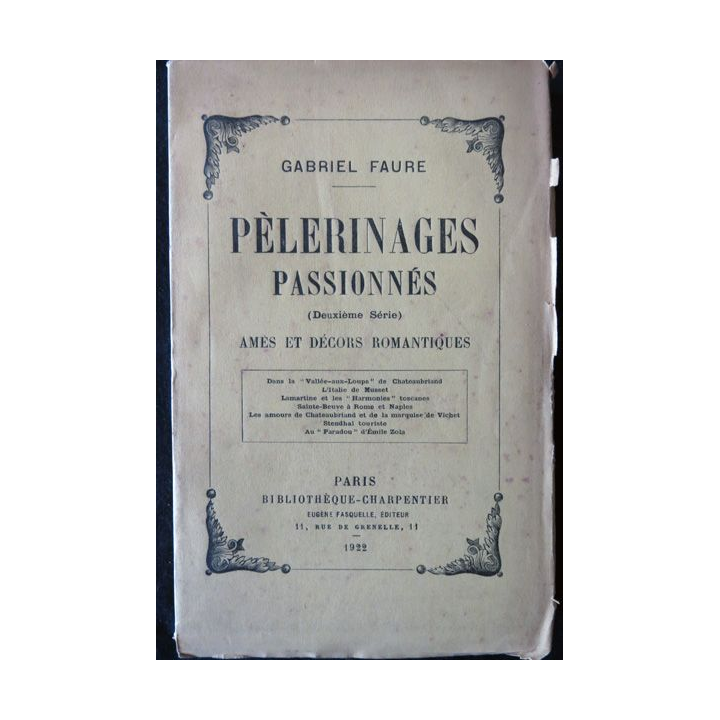 GABRIEL FAURE
PÈLERINAGES
PASSIONNÉS
(Deuxième Série)
AMES ET DÉCORS ROMANTIQUES
Dans la "Vallée-aux-Loups" de Chateaubriand
L'Italie de Musset
Lamartine et les "Harmonies" toscanes
Sainte-Beuve à Rome et Naples
Les amours de Chateaubriand et de la marquise de Vichet
Stendhal touriste
Au "Paradou" d'Émile Zola
PARIS
BIBLIOTHÈQUE-CHARPENTIER
EUGÈNE FASQUELLE, ÉDITEUR
11, RUE DE GRENELLE, 11
1922